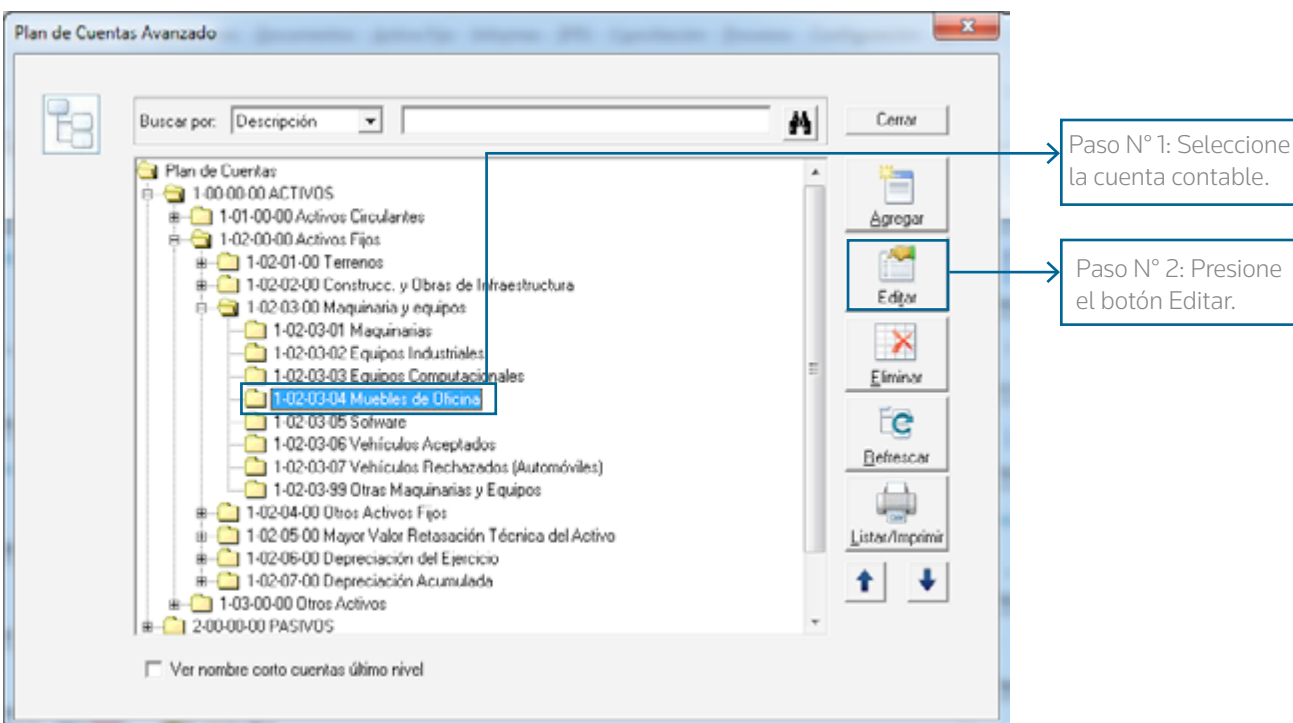 Plan de Cuentas Avanzado
Buscar por: Descripción
Cerrar
Plan de Cuentas
1-00-00-00 ACTIVOS
1-01-00-00 Activos Circulantes
1-02-00-00 Activos Fijos
1-02-01-00 Terrenos
1-02-02-00 Construcc. y Obras de Infraestructura
1-02-03-00 Maquinaria y equipos
1-02-03-01 Maquinarias
1-02-03-02 Equipos Industriales
1-02-03-03 Equipos Computacionales
1-02-03-04 Muebles de Oficina
1-02-03-05 Sofware
1-02-03-06 Vehículos Aceptados
1-02-03-07 Vehículos Rechazados (Automóviles)
1-02-03-99 Otras Maquinarias y Equipos
1-02-04-00 Otros Activos Fijos
1-02-05-00 Mayor Valor Retasación Técnica del Activo
1-02-06-00 Depreciación del Ejercicio
1-02-07-00 Depreciación Acumulada
1-03-00-00 Otros Activos
2-00-00-00 PASIVOS
Agregar
Editar
Eliminar
Refrescar
Listar/Imprimir
Ver nombre corto cuentas último nivel
Paso N° 1: Seleccione
la cuenta contable.
Paso N° 2: Presione
el botón Editar.